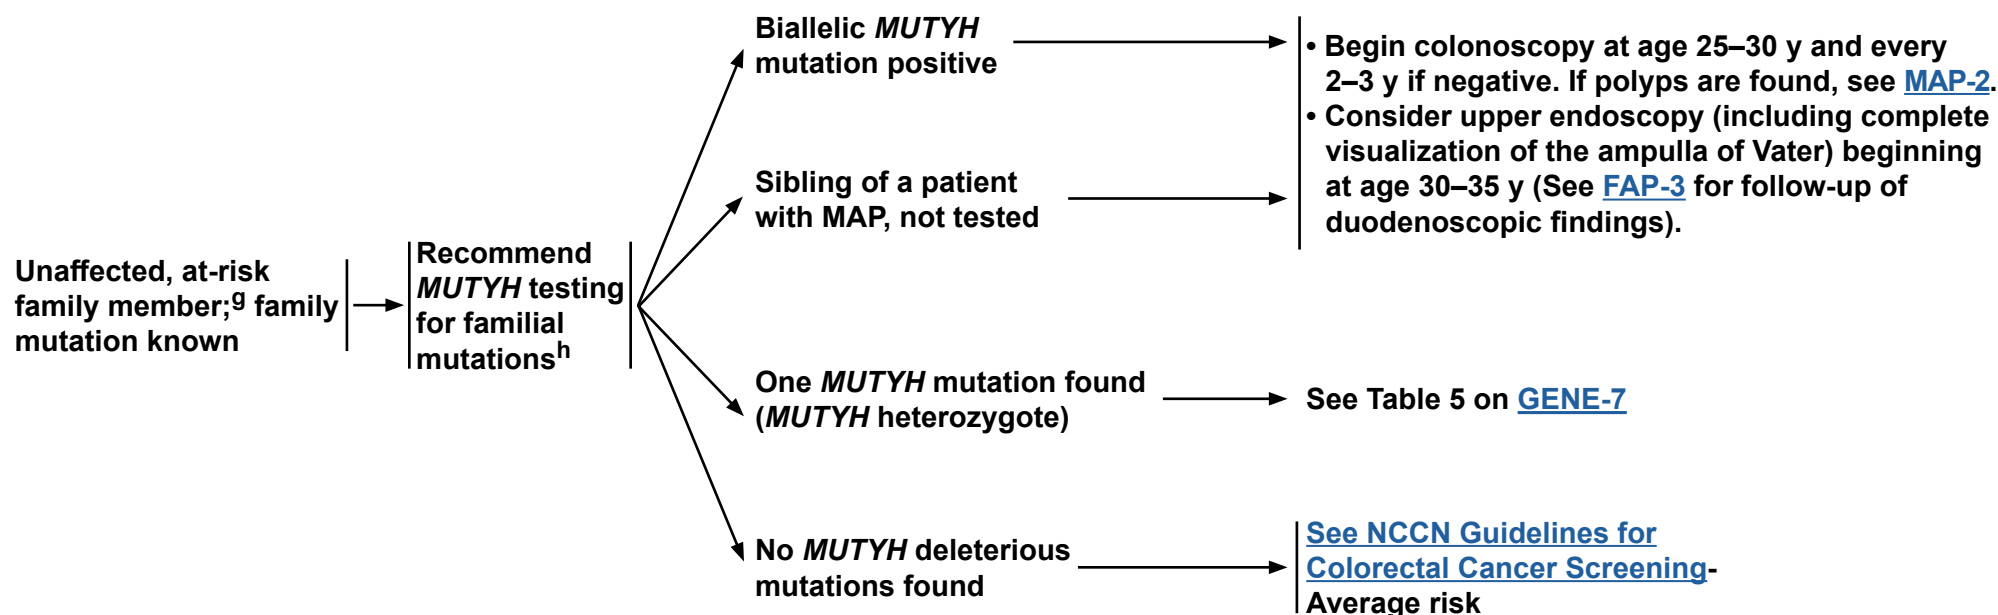 Unaffected, at-risk
family member;g family
mutation known
Recommend
MUTYH testing
for familial
mutationsh
Biallelic MUTYH
mutation positive
Sibling of a patient
with MAP, not tested
• Begin colonoscopy at age 25–30 y and every
2–3 y if negative. If polyps are found, see MAP-2.
• Consider upper endoscopy (including complete
visualization of the ampulla of Vater) beginning
at age 30–35 y (See FAP-3 for follow-up of
duodenoscopic findings).
One MUTYH mutation found
(MUTYH heterozygote)
See Table 5 on GENE-7
No MUTYH deleterious
mutations found
See NCCN Guidelines for
Colorectal Cancer Screening-
Average risk